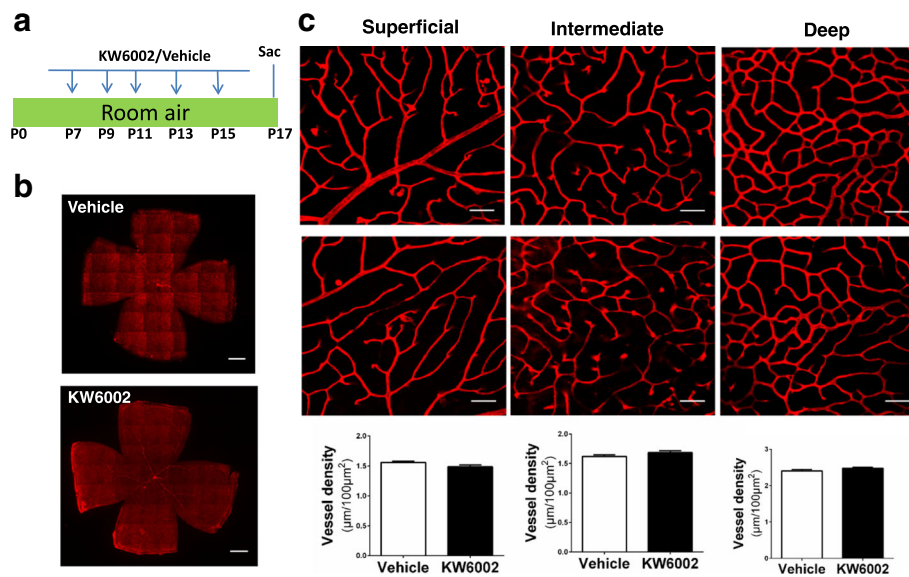 a
KW6002/Vehicle
Sac
Room air
P0 P7 P9 P11 P13 P15 P17
b
Vehicle
KW6002
c
Superficial Intermediate Deep
Vessel density
(µm/100µm²)
2.0
1.5
1.0
0.5
0.0
Vehicle KW6002
Vessel density
(µm/100µm²)
2.0
1.5
1.0
0.5
0.0
Vehicle KW6002
Vessel density
(µm/100µm²)
3
2
1
0
Vehicle KW6002